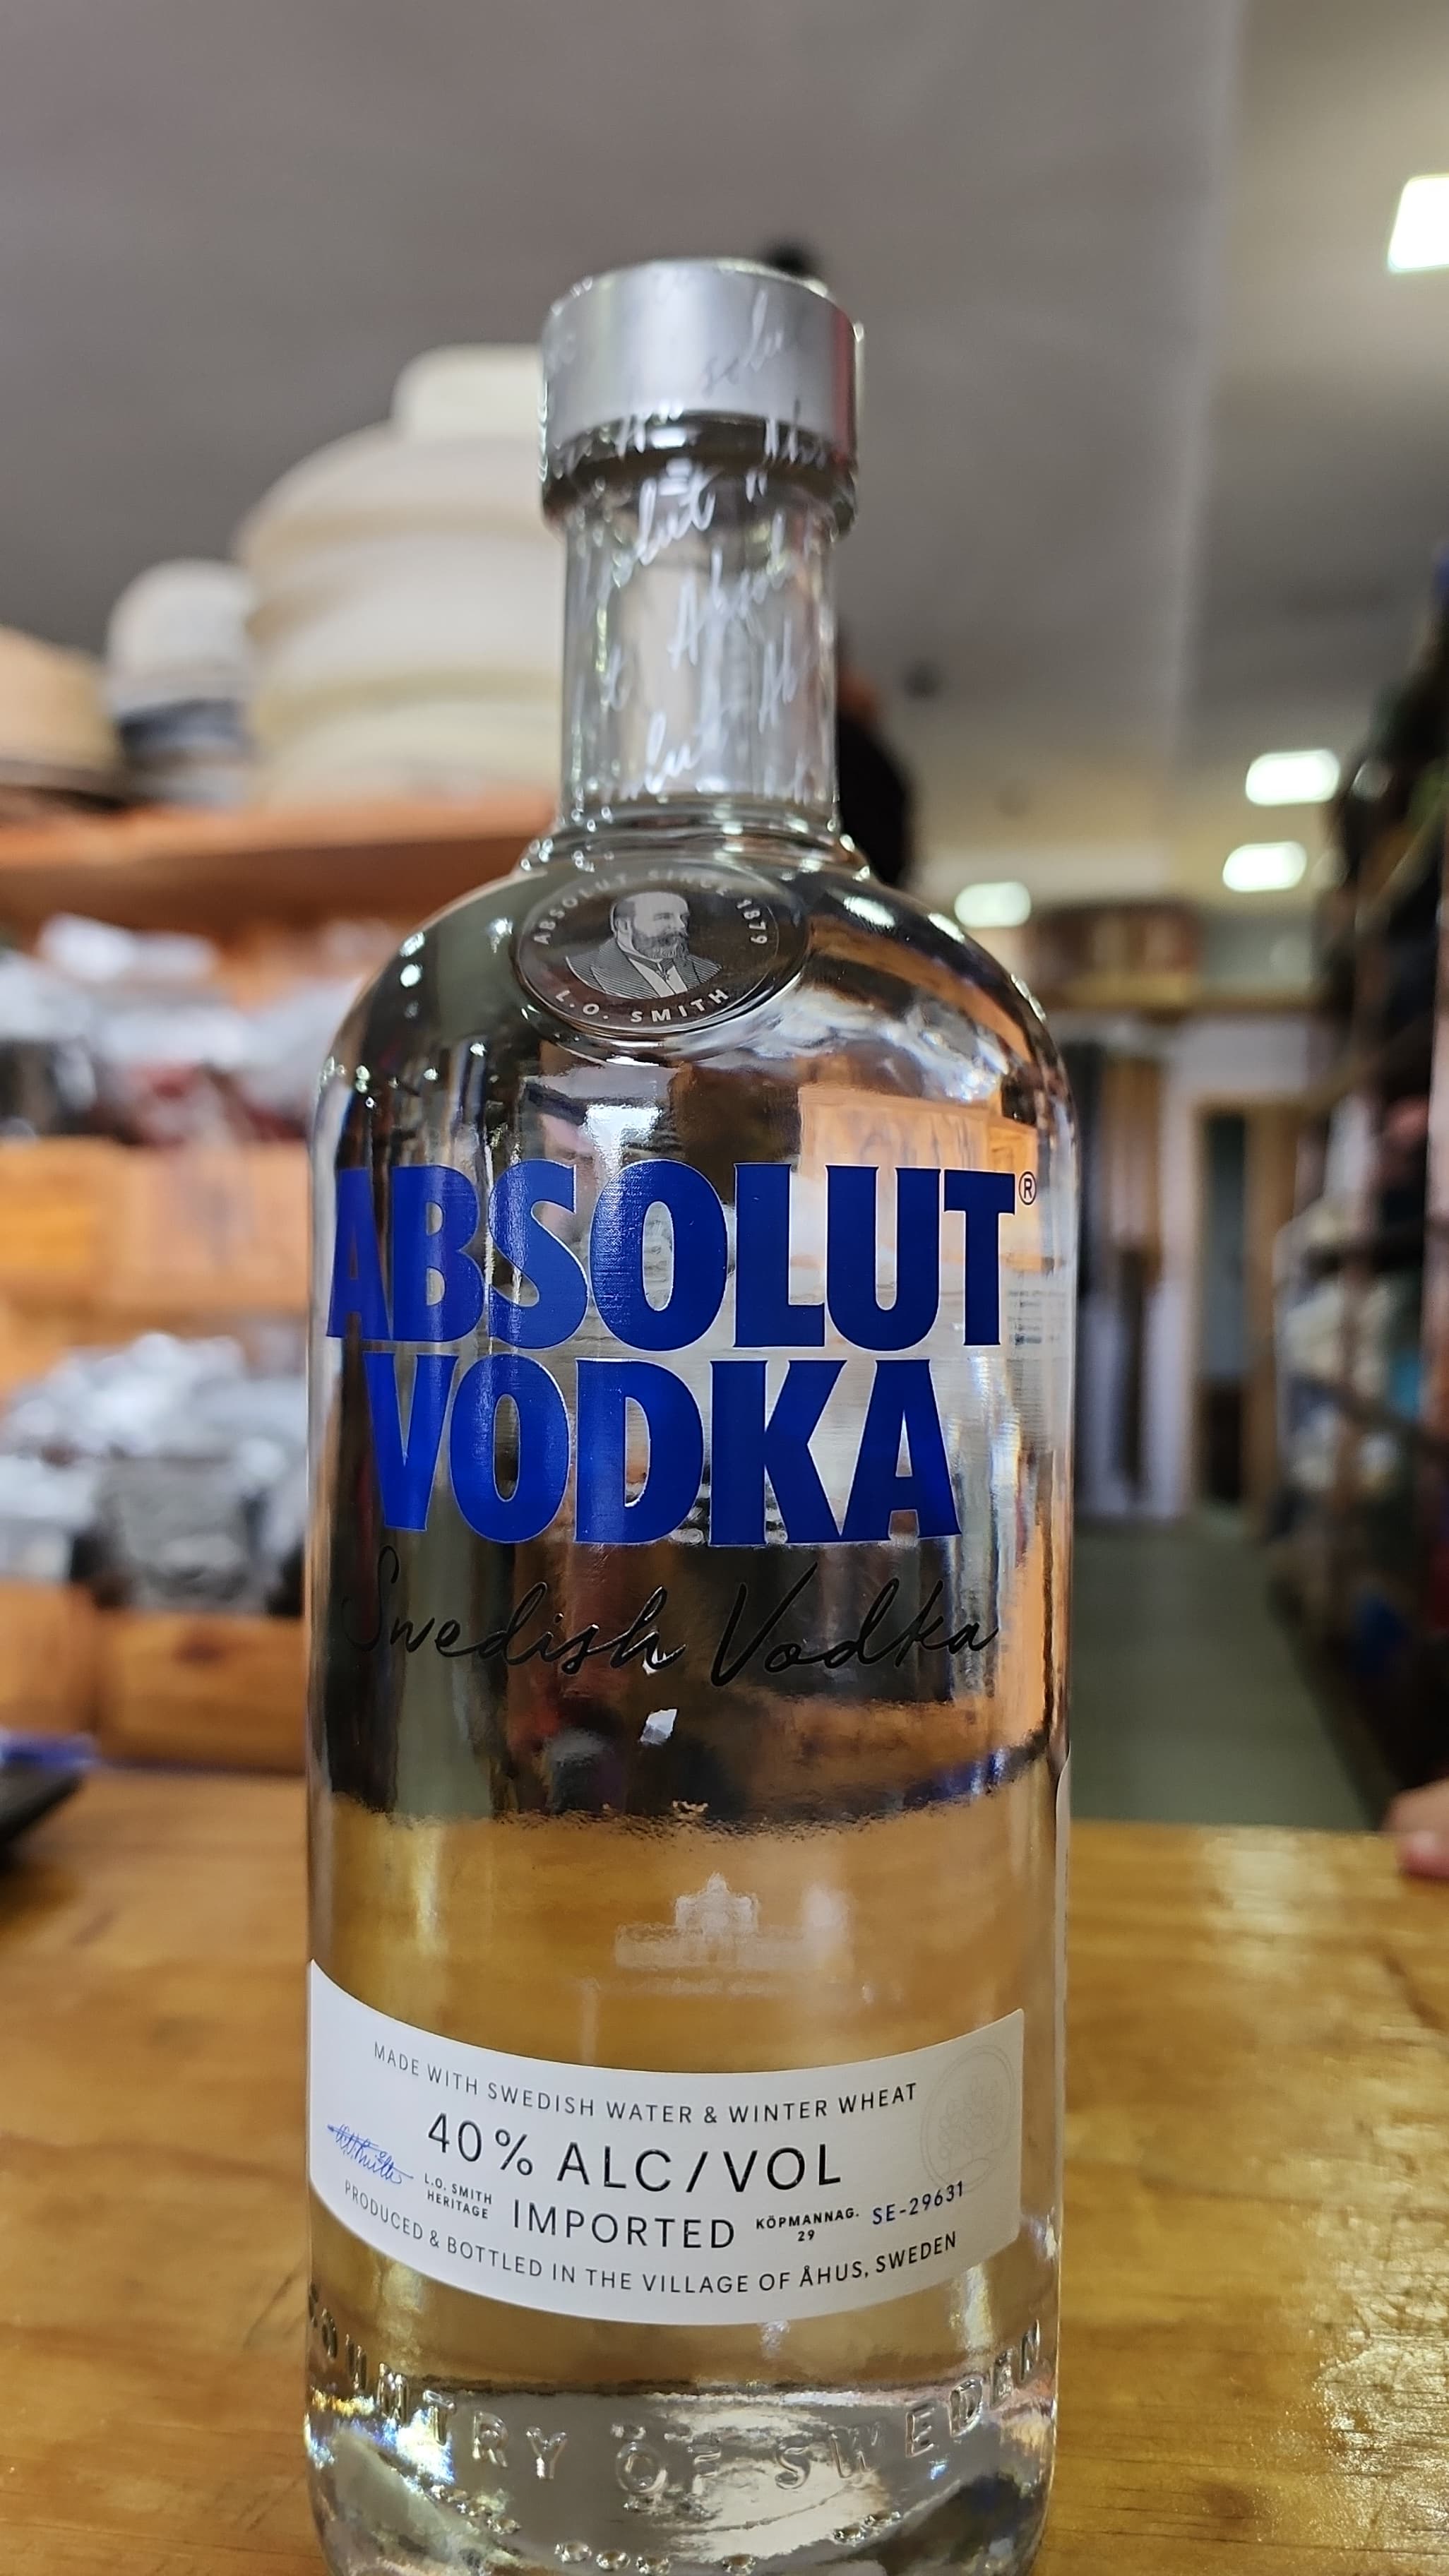 ABSOLUT SINCE 1879
L.O. SMITH
ABSOLUT®
VODKA
Swedish Vodka
MADE WITH SWEDISH WATER & WINTER WHEAT
40% ALC/VOL
L.O. SMITH
HERITAGE
IMPORTED
KÖPMANNAG.
29
SE-29631
PRODUCED & BOTTLED IN THE VILLAGE OF ÅHUS, SWEDEN
COUNTRY OF SWEDEN